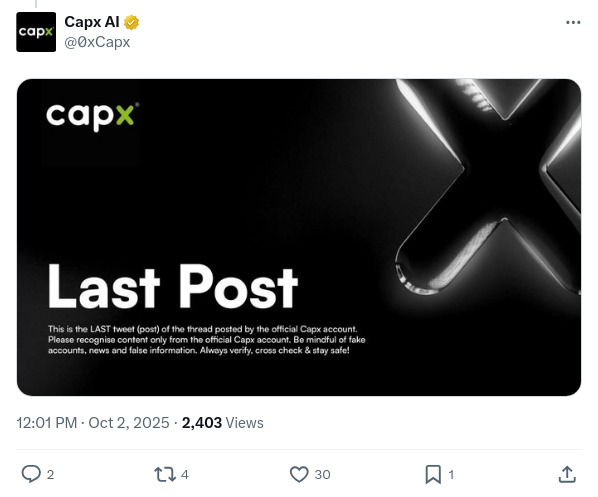 capx
Capx AI
@0xCapx
capx
Last Post
This is the LAST tweet (post) of the thread posted by the official Capx account.
Please recognise content only from the official Capx account. Be mindful of fake
accounts, news and false information. Always verify, cross check & stay safe!
12:01 PM · Oct 2, 2025 · 2,403 Views
2 4 30 1